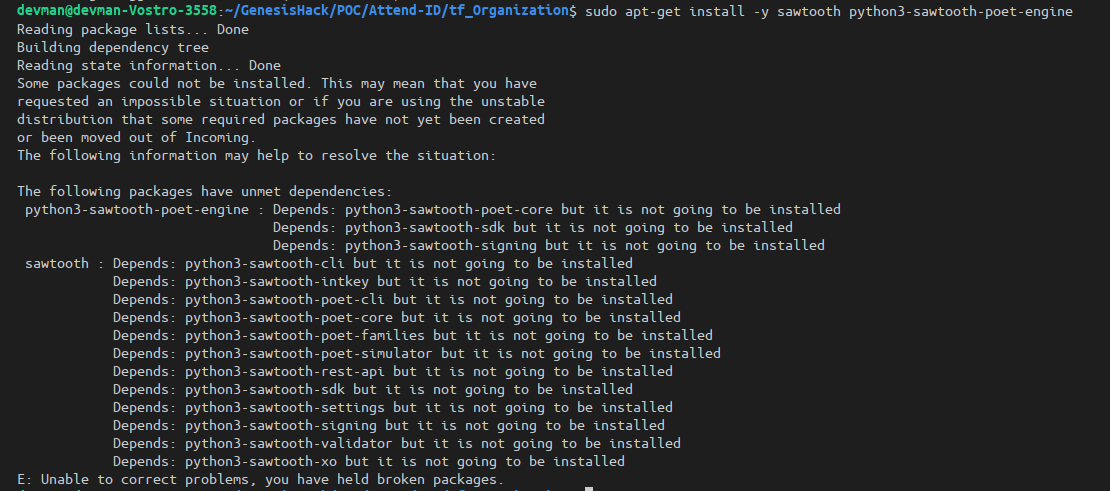 devman@devman-Vostro-3558:~/GenesisHack/POC/Attend-ID/tf_Organization$ sudo apt-get install -y sawtooth python3-sawtooth-poet-engine
Reading package lists... Done
Building dependency tree
Reading state information... Done
Some packages could not be installed. This may mean that you have
requested an impossible situation or if you are using the unstable
distribution that some required packages have not yet been created
or been moved out of Incoming.
The following information may help to resolve the situation:

The following packages have unmet dependencies:
 python3-sawtooth-poet-engine : Depends: python3-sawtooth-poet-core but it is not going to be installed
                                Depends: python3-sawtooth-sdk but it is not going to be installed
                                Depends: python3-sawtooth-signing but it is not going to be installed
 sawtooth : Depends: python3-sawtooth-cli but it is not going to be installed
            Depends: python3-sawtooth-intkey but it is not going to be installed
            Depends: python3-sawtooth-poet-cli but it is not going to be installed
            Depends: python3-sawtooth-poet-core but it is not going to be installed
            Depends: python3-sawtooth-poet-families but it is not going to be installed
            Depends: python3-sawtooth-poet-simulator but it is not going to be installed
            Depends: python3-sawtooth-rest-api but it is not going to be installed
            Depends: python3-sawtooth-sdk but it is not going to be installed
            Depends: python3-sawtooth-settings but it is not going to be installed
            Depends: python3-sawtooth-signing but it is not going to be installed
            Depends: python3-sawtooth-validator but it is not going to be installed
            Depends: python3-sawtooth-xo but it is not going to be installed
E: Unable to correct problems, you have held broken packages.